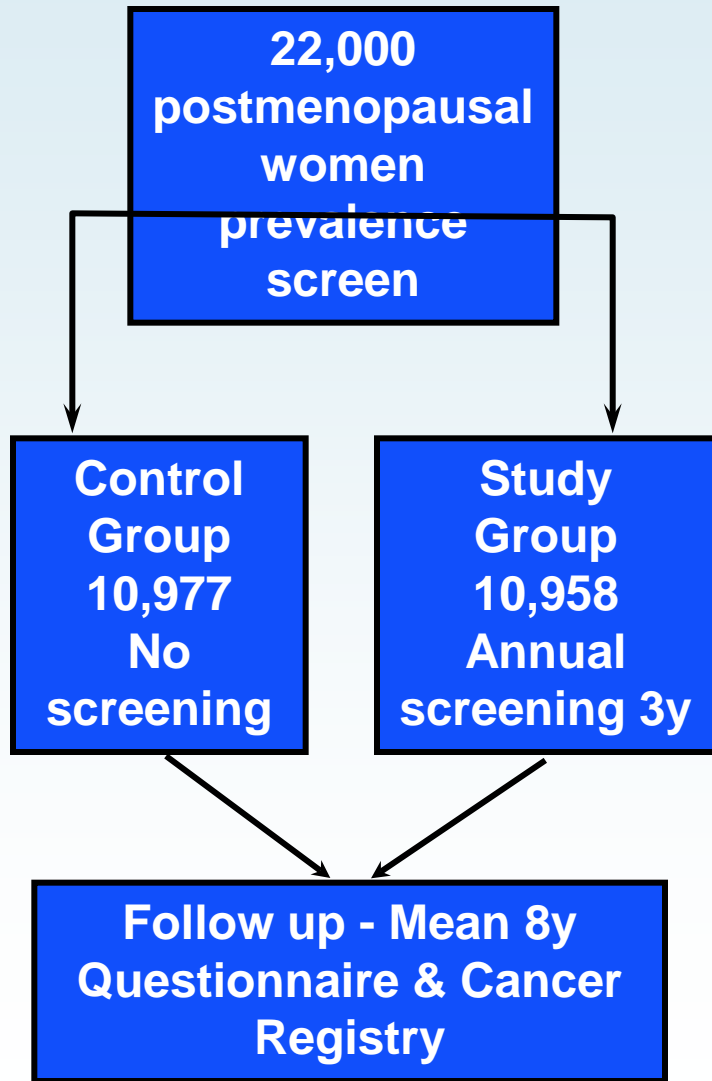 22,000
postmenopausal
women
prevalence
screen
Control
Group
10,977
No
screening
Study
Group
10,958
Annual
screening 3y
Follow up - Mean 8y
Questionnaire & Cancer
Registry